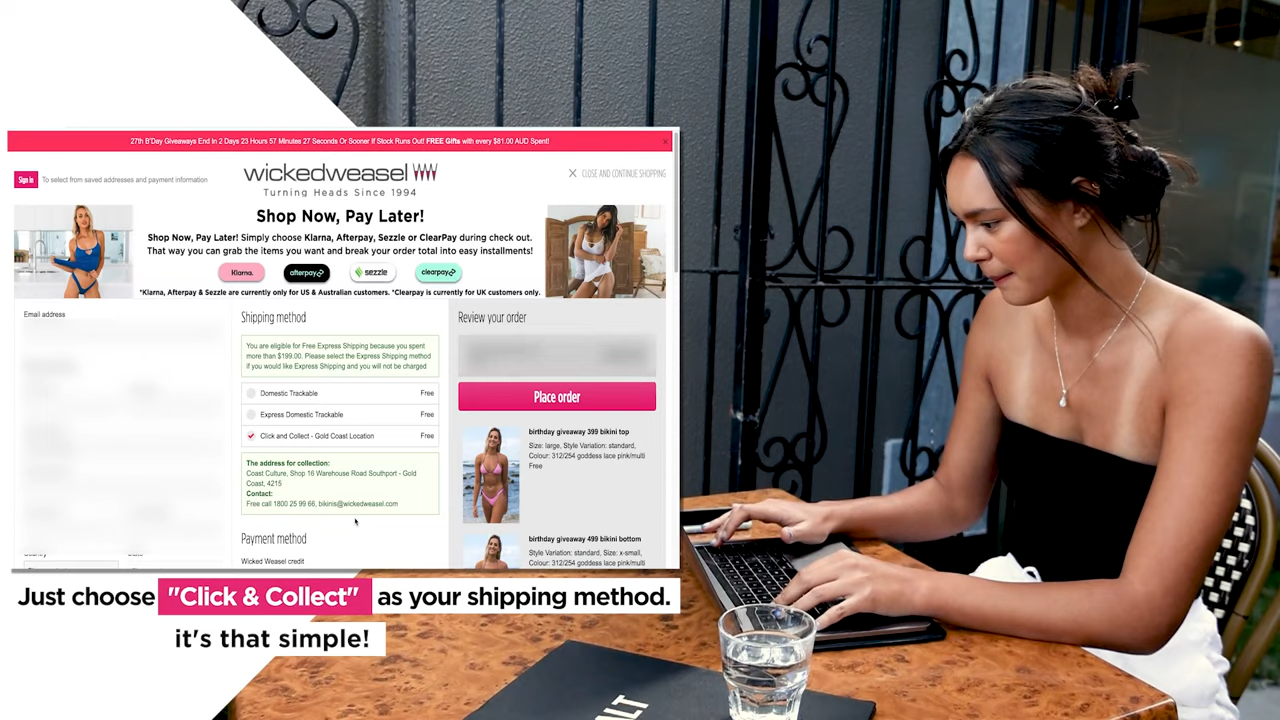 27th B'Day Giveaways End In 2 Days 23 Hours 57 Minutes 27 Seconds Or Sooner If Stock Runs Out! FREE Gifts with every $81.00 AUD Spent!
Sign in
To select from saved addresses and payment information
wickedweasel
Turning Heads Since 1994
CLOSE AND CONTINUE SHOPPING
Shop Now, Pay Later!
Shop Now, Pay Later! Simply choose Klarna, Afterpay, Sezzle or ClearPay during check out.
That way you can grab the items you want and break your order total into easy installments!
Klarna. afterpay sezzle clearpay
*Klarna, Afterpay & Sezzle are currently only for US & Australian customers. *Clearpay is currently for UK customers only.
Email address
Shipping method
You are eligible for Free Express Shipping because you spent
more than $199.00. Please select the Express Shipping method
if you would like Express Shipping and you will not be charged
Domestic Trackable Free
Express Domestic Trackable Free
Click and Collect - Gold Coast Location Free
The address for collection:
Coast Culture, Shop 16 Warehouse Road Southport - Gold
Coast, 4215
Contact:
Free call 1800 25 99 66, bikinis@wickedweasel.com
Payment method
Wicked Weasel credit
Review your order
Place order
birthday giveaway 399 bikini top
Size: large, Style Variation: standard,
Colour: 312/254 goddess lace pink/multi
Free
birthday giveaway 499 bikini bottom
Style Variation: standard, Size: x-small,
Colour: 312/254 goddess lace pink/multi
Just choose "Click & Collect" as your shipping method.
it's that simple!